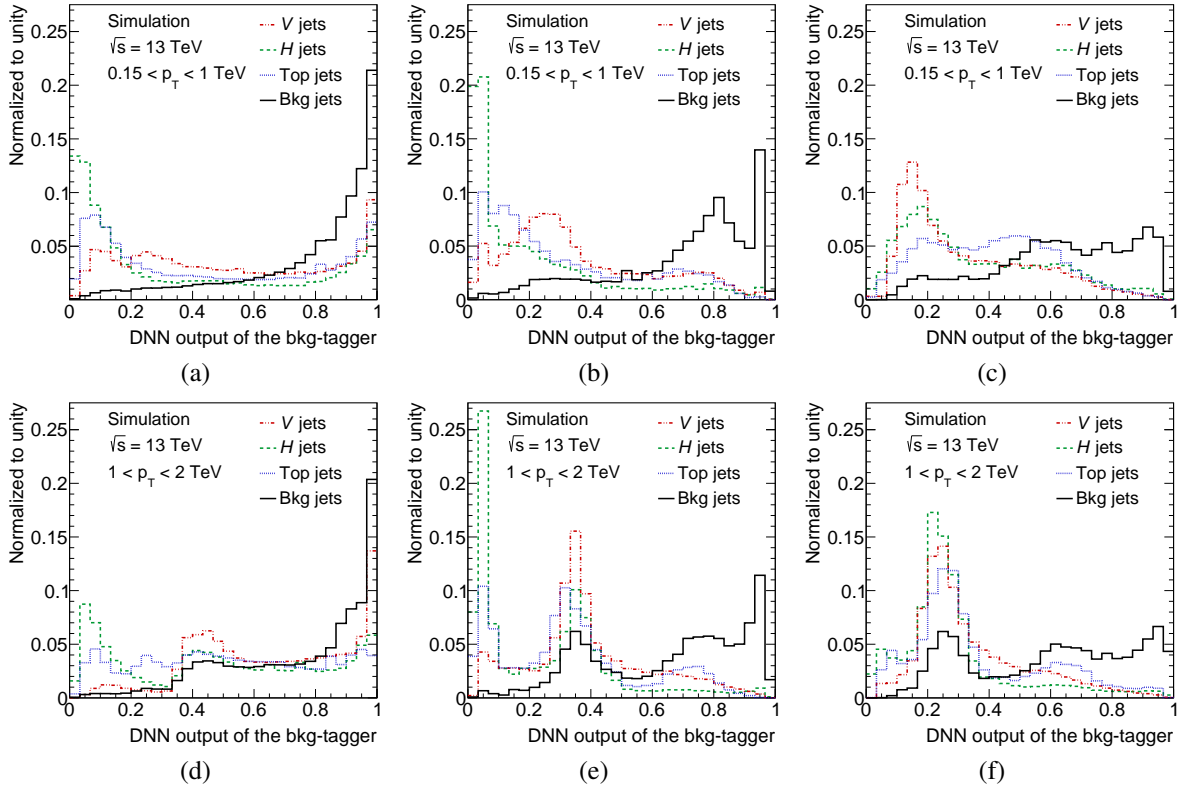 Normalized to unity
0.25
0.2
0.15
0.1
0.05
0
Simulation
√s = 13 TeV
0.15 < p_T < 1 TeV
V jets
H jets
Top jets
Bkg jets
0 0.2 0.4 0.6 0.8 1
DNN output of the bkg-tagger
(a)
Normalized to unity
0.25
0.2
0.15
0.1
0.05
0
Simulation
√s = 13 TeV
0.15 < p_T < 1 TeV
V jets
H jets
Top jets
Bkg jets
0 0.2 0.4 0.6 0.8 1
DNN output of the bkg-tagger
(b)
Normalized to unity
0.25
0.2
0.15
0.1
0.05
0
Simulation
√s = 13 TeV
0.15 < p_T < 1 TeV
V jets
H jets
Top jets
Bkg jets
0 0.2 0.4 0.6 0.8 1
DNN output of the bkg-tagger
(c)
Normalized to unity
0.25
0.2
0.15
0.1
0.05
0
Simulation
√s = 13 TeV
1 < p_T < 2 TeV
V jets
H jets
Top jets
Bkg jets
0 0.2 0.4 0.6 0.8 1
DNN output of the bkg-tagger
(d)
Normalized to unity
0.25
0.2
0.15
0.1
0.05
0
Simulation
√s = 13 TeV
1 < p_T < 2 TeV
V jets
H jets
Top jets
Bkg jets
0 0.2 0.4 0.6 0.8 1
DNN output of the bkg-tagger
(e)
Normalized to unity
0.25
0.2
0.15
0.1
0.05
0
Simulation
√s = 13 TeV
1 < p_T < 2 TeV
V jets
H jets
Top jets
Bkg jets
0 0.2 0.4 0.6 0.8 1
DNN output of the bkg-tagger
(f)